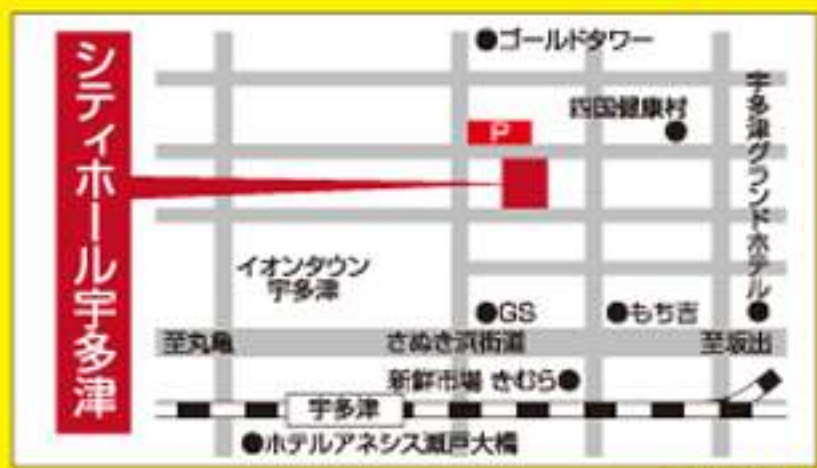 シティホール宇多津
●ゴールドタワー
四国健康村
P
宇多津グランドホテル
イオンタウン
宇多津
●GS
●もち吉
至丸亀
さぬき浜街道
至坂出
新鮮市場 きむら●
宇多津
●ホテルアネシス瀬戸大橋